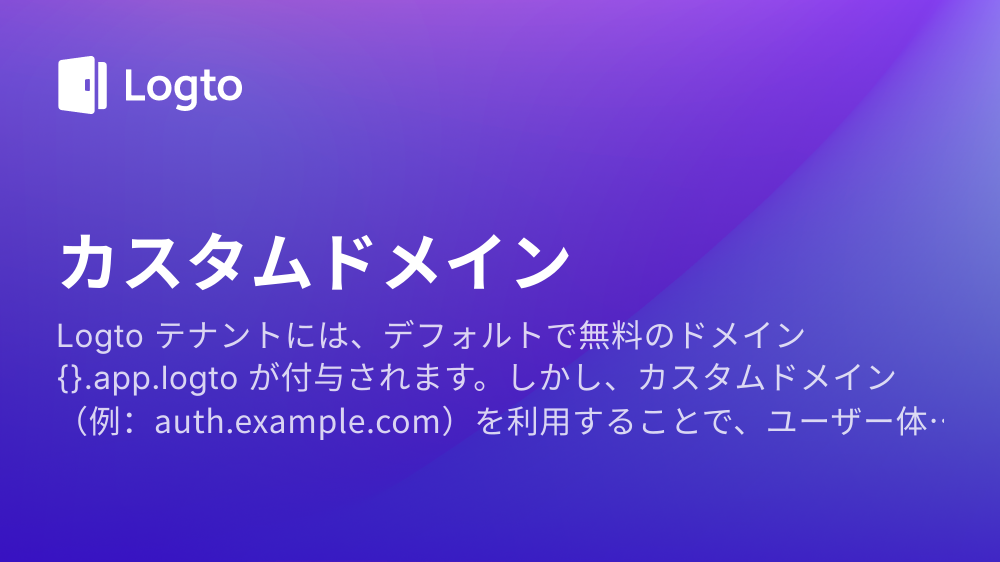 Logto
カスタムドメイン
Logto テナントには、デフォルトで無料のドメイン
{}.app.logto が付与されます。しかし、カスタムドメイン
（例：auth.example.com）を利用することで、ユーザー体…